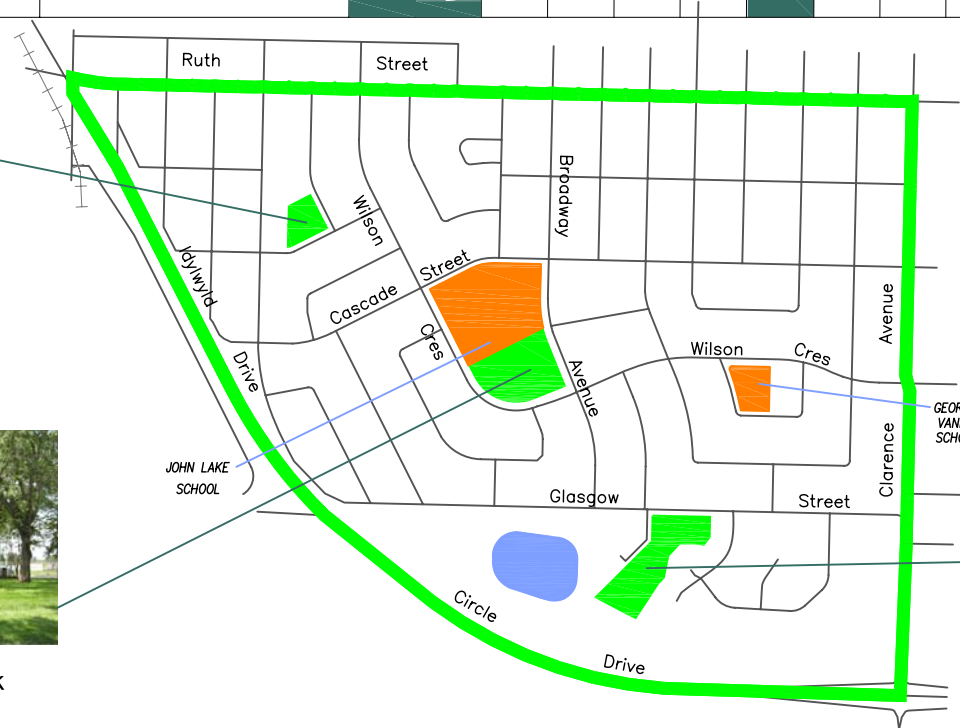 Ruth Street
Broadway
Wilson
Street
Idylwyld
Cascade
Avenue
Cres
Wilson Cres
Drive
Avenue
JOHN LAKE
SCHOOL
Clarence
Glasgow
Street
Circle
Drive